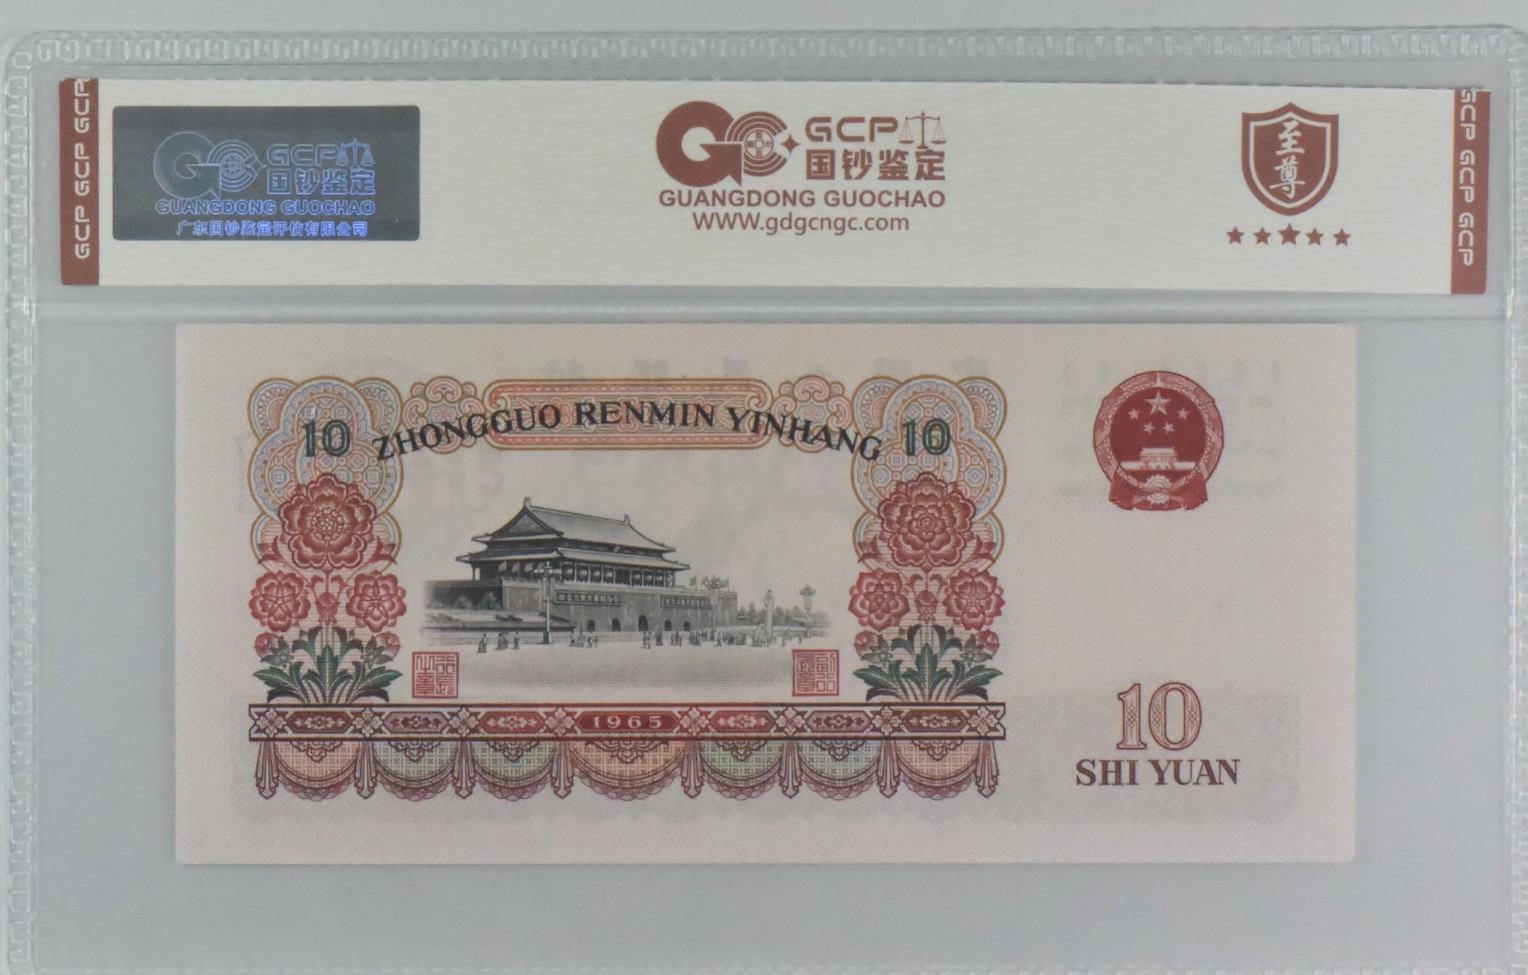 GCP GCP GCP
GCP
国钞鉴定
GUANGDONG GUOCHAO
广东国钞鉴定评估有限公司
GCP
国钞鉴定
GUANGDONG GUOCHAO
WWW.gdgcngc.com
至尊
GCP GCP GCP
10 ZHONGGUO RENMIN YINHANG 10
1965
10
SHI YUAN